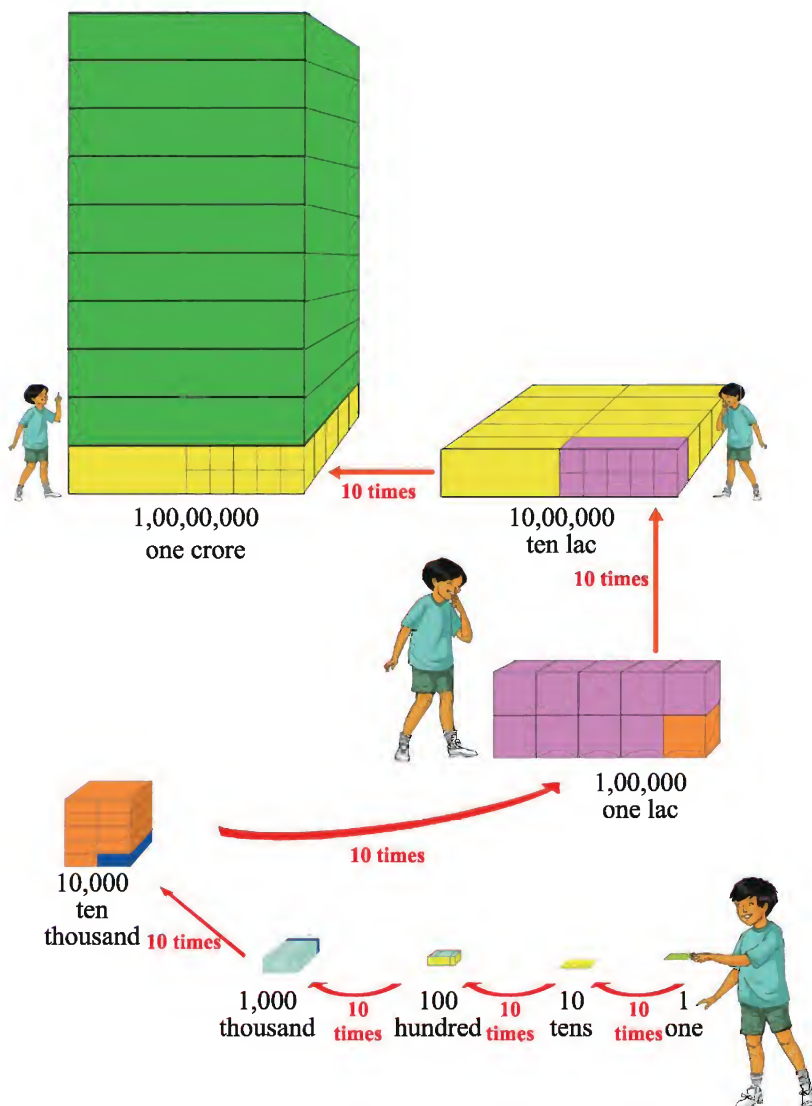 10 times
1,00,00,000
one crore
10,00,000
ten lac
10 times
1,00,000
one lac
10 times
10,000
ten
thousand
10 times
1,000
thousand
10
times
100
hundred
10
times
10
tens
10
times
1
one